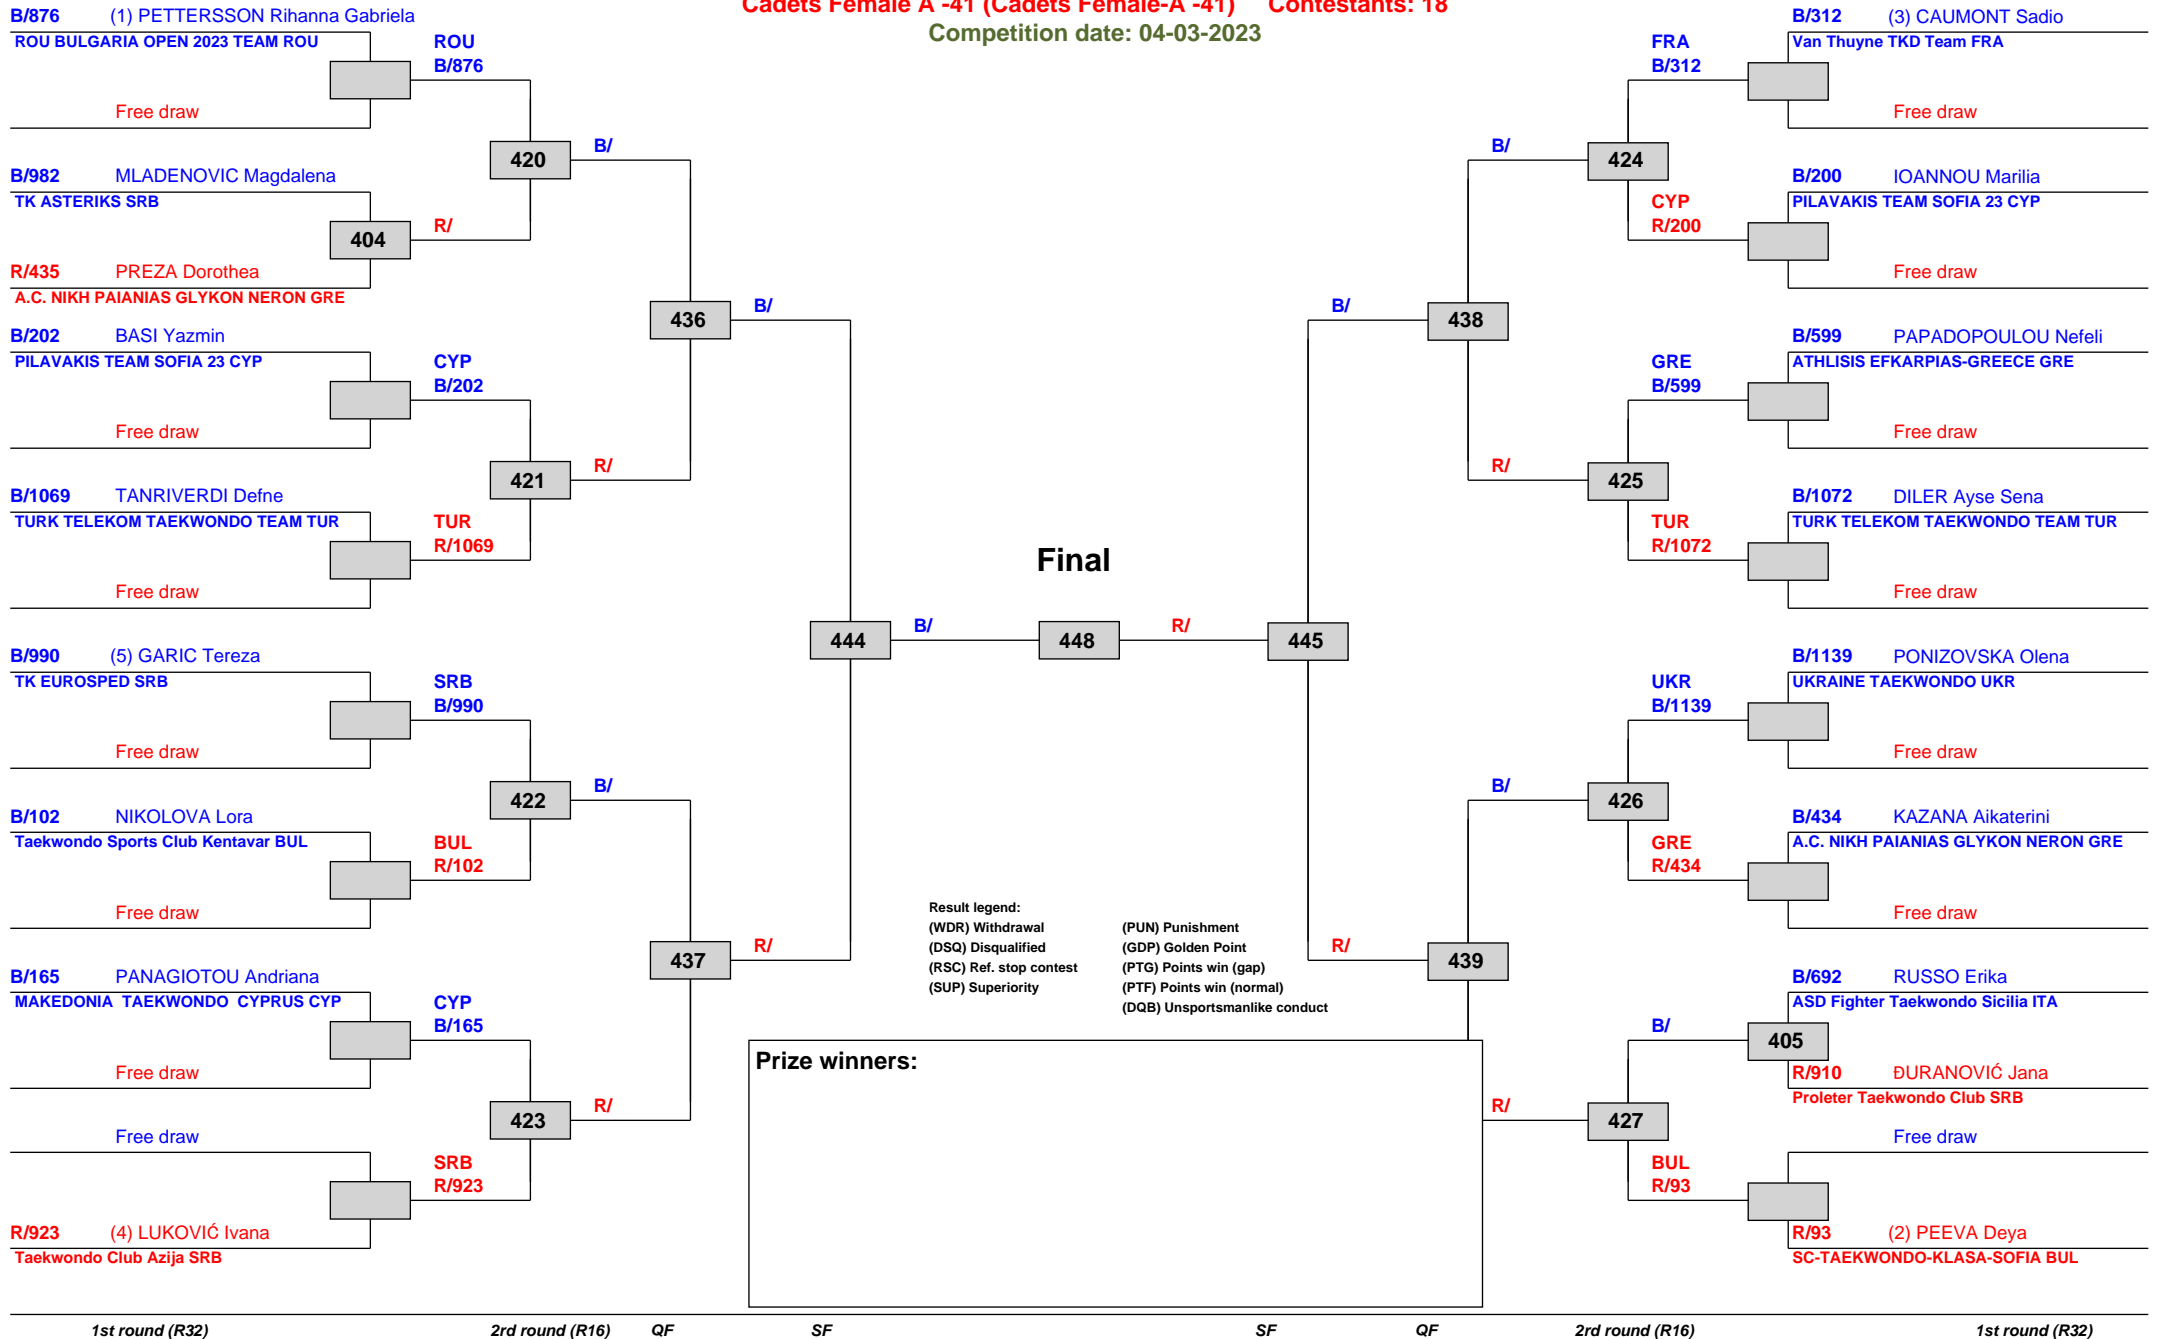 Cadets Female A -41 (Cadets Female-A -41) Contestants: 18
Competition date: 04-03-2023
B/876 (1) PETTERSSON Rihanna Gabriela
ROU BULGARIA OPEN 2023 TEAM ROU
Free draw
ROU
B/876
B/982 MLADENOVIC Magdalena
TK ASTERIKS SRB
404
R/435 PREZA Dorothea
A.C. NIKH PAIANIAS GLYKON NERON GRE
R/
420
B/
B/202 BASI Yazmin
PILAVAKIS TEAM SOFIA 23 CYP
Free draw
CYP
B/202
B/1069 TANRIVERDI Defne
TURK TELEKOM TAEKWONDO TEAM TUR
Free draw
TUR
R/1069
421
R/
436
B/
B/990 (5) GARIC Tereza
TK EUROSPED SRB
Free draw
SRB
B/990
B/102 NIKOLOVA Lora
Taekwondo Sports Club Kentavar BUL
Free draw
BUL
R/102
422
B/
B/165 PANAGIOTOU Andriana
MAKEDONIA TAEKWONDO CYPRUS CYP
Free draw
CYP
B/165
Free draw
R/923 (4) LUKOVIĆ Ivana
Taekwondo Club Azija SRB
SRB
R/923
423
R/
437
R/
444
B/
Final
448
R/
445
B/312 (3) CAUMONT Sadio
Van Thuyne TKD Team FRA
Free draw
FRA
B/312
B/200 IOANNOU Marilia
PILAVAKIS TEAM SOFIA 23 CYP
Free draw
CYP
R/200
424
B/
B/599 PAPADOPOULOU Nefeli
ATHLISIS EFKARPIAS-GREECE GRE
Free draw
GRE
B/599
B/1072 DILER Ayse Sena
TURK TELEKOM TAEKWONDO TEAM TUR
Free draw
TUR
R/1072
425
R/
438
B/
B/1139 PONIZOVSKA Olena
UKRAINE TAEKWONDO UKR
Free draw
UKR
B/1139
B/434 KAZANA Aikaterini
A.C. NIKH PAIANIAS GLYKON NERON GRE
Free draw
GRE
R/434
426
B/
B/692 RUSSO Erika
ASD Fighter Taekwondo Sicilia ITA
405
R/910 ĐURANOVIĆ Jana
Proleter Taekwondo Club SRB
B/
Free draw
R/93 (2) PEEVA Deya
SC-TAEKWONDO-KLASA-SOFIA BUL
BUL
R/93
427
R/
439
R/
Result legend:
(WDR) Withdrawal (PUN) Punishment
(DSQ) Disqualified (GDP) Golden Point
(RSC) Ref. stop contest (PTG) Points win (gap)
(SUP) Superiority (PTF) Points win (normal)
(DQB) Unsportsmanlike conduct
Prize winners:
1st round (R32) 2rd round (R16) QF SF SF QF 2rd round (R16) 1st round (R32)